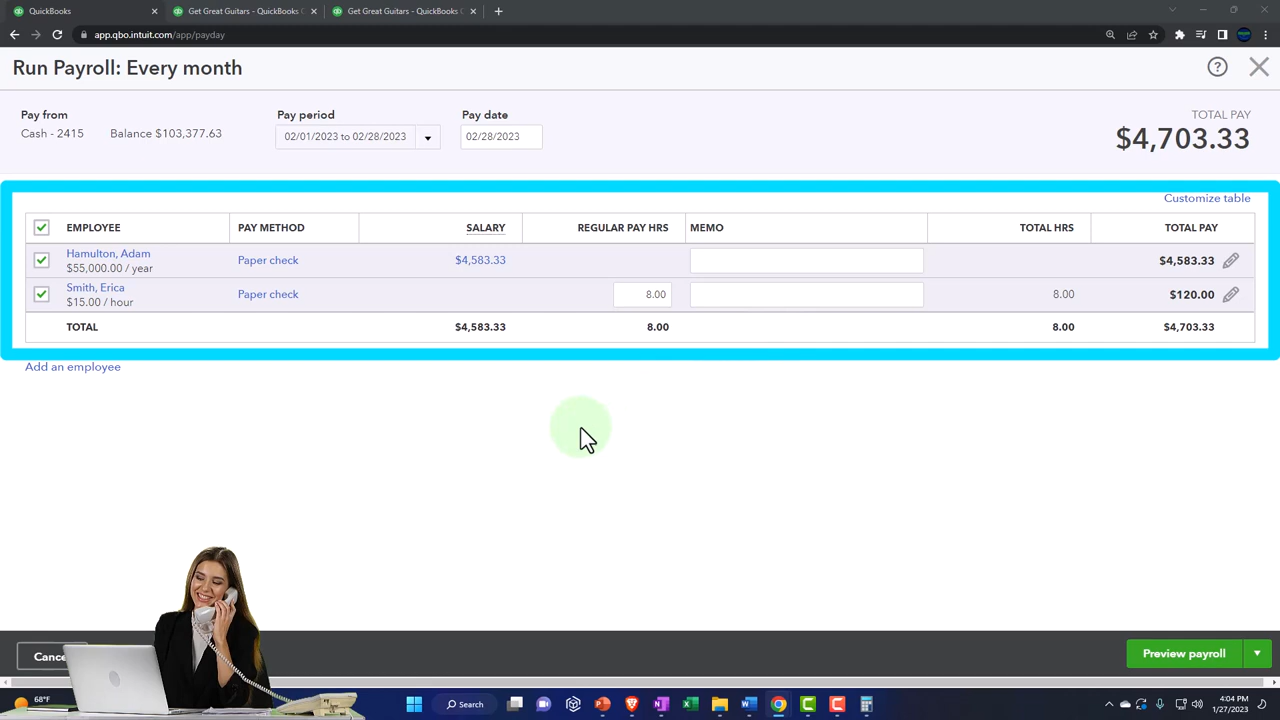 QuickBooks
Get Great Guitars - QuickBooks
Get Great Guitars - QuickBooks
app.qbo.intuit.com/app/payday
Run Payroll: Every month
Pay from
Cash - 2415 Balance $103,377.63
Pay period
02/01/2023 to 02/28/2023
Pay date
02/28/2023
TOTAL PAY
$4,703.33
Customize table
EMPLOYEE PAY METHOD SALARY REGULAR PAY HRS MEMO TOTAL HRS TOTAL PAY
Hamulton, Adam
$55,000.00 / year
Paper check $4,583.33 $4,583.33
Smith, Erica
$15.00 / hour
Paper check 8.00 8.00 $120.00
TOTAL $4,583.33 8.00 8.00 $4,703.33
Add an employee
Preview payroll
68°F
Search
4:04 PM
1/27/2023